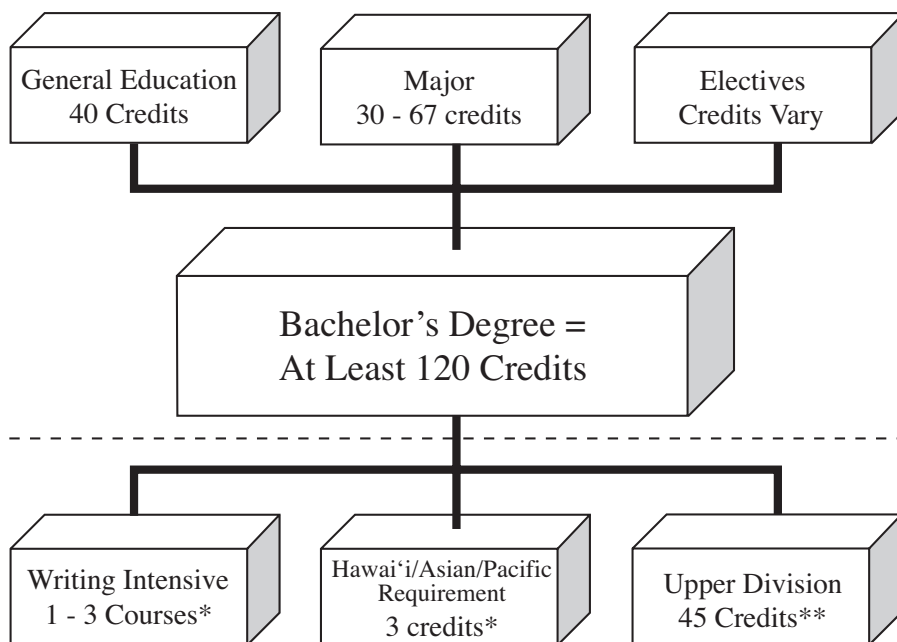 General Education
40 Credits
Major
30 - 67 credits
Electives
Credits Vary
Bachelor's Degree =
At Least 120 Credits
Writing Intensive
1 - 3 Courses*
Hawai‘i/Asian/Pacific
Requirement
3 credits*
Upper Division
45 Credits**